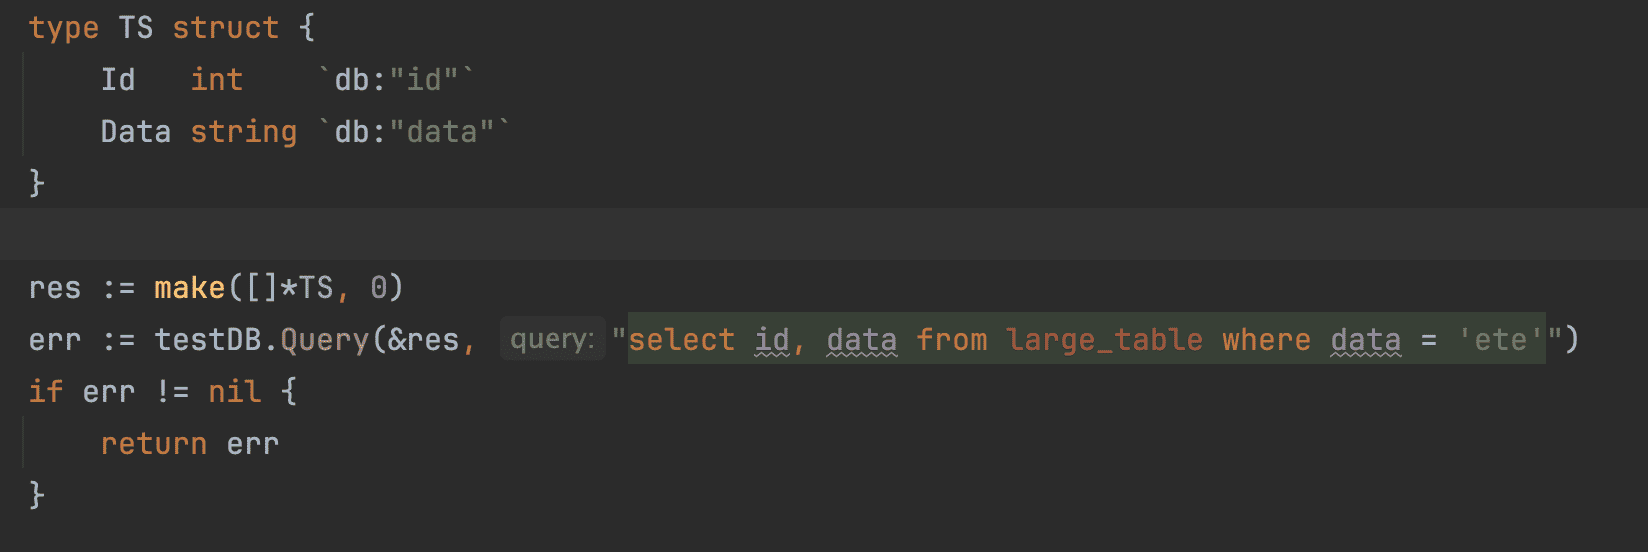 type TS struct {
    Id   int    `db:"id"`
    Data string `db:"data"`
}

res := make([]*TS, 0)
err := testDB.Query(&res, query: "select id, data from large_table where data = 'ete'")
if err != nil {
    return err
}